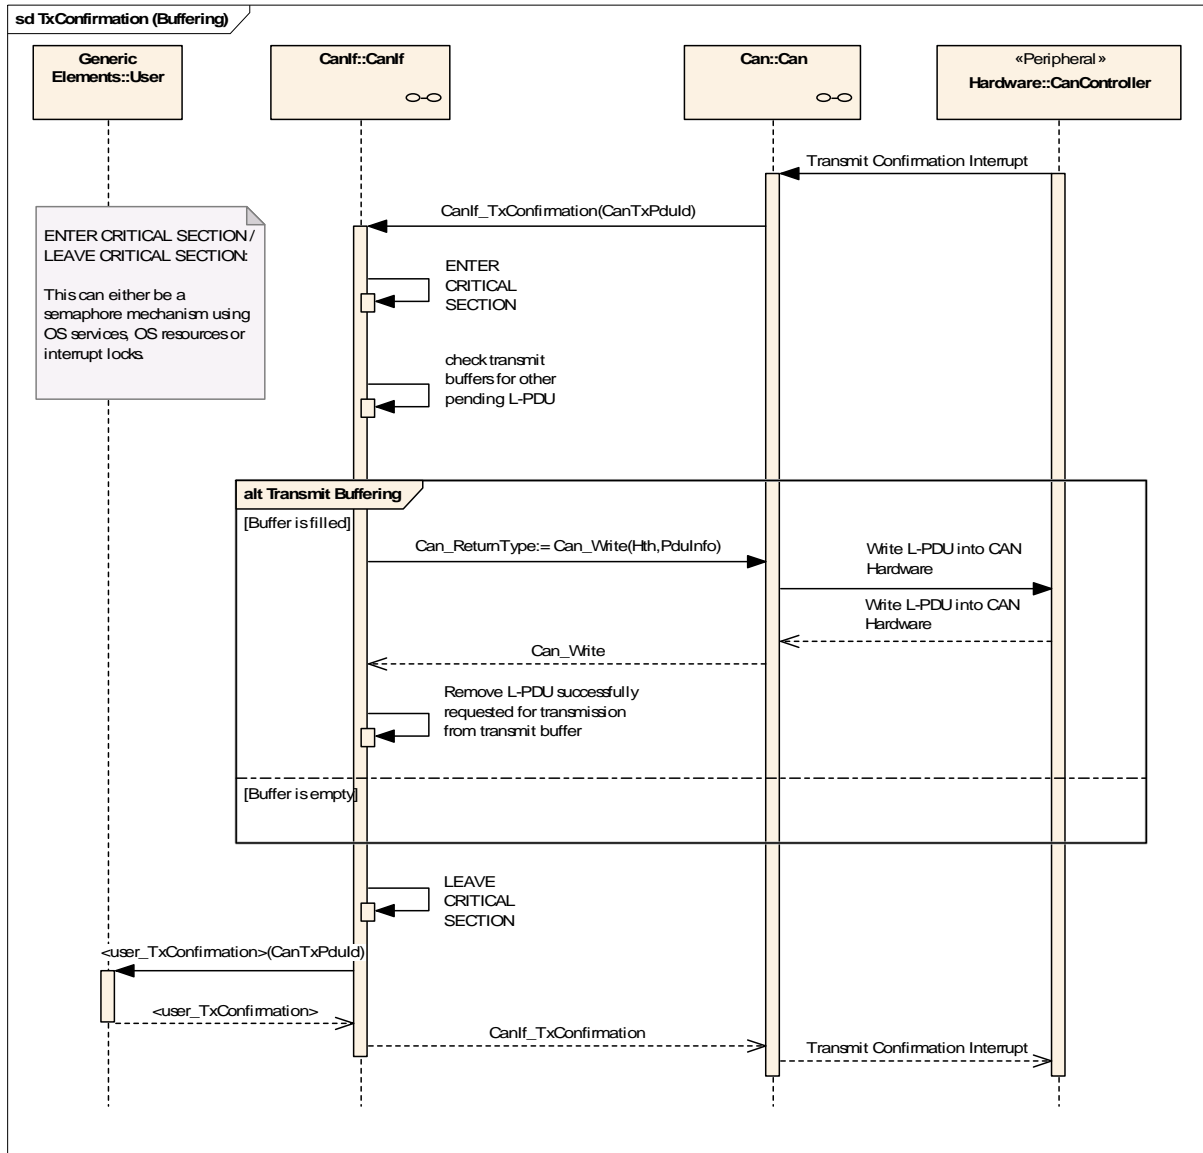 sd TxConfirmation (Buffering)
Generic
Elements::User
CanIf::CanIf
Can::Can
«Peripheral»
Hardware::CanController
Transmit Confirmation Interrupt
CanIf_TxConfirmation(CanTxPduId)
ENTER CRITICAL SECTION /
LEAVE CRITICAL SECTION:
This can either be a
semaphore mechanism using
OS services, OS resources or
interrupt locks.
ENTER
CRITICAL
SECTION
check transmit
buffers for other
pending L-PDU
alt Transmit Buffering
[Buffer is filled]
Can_ReturnType:= Can_Write(Hth,PduInfo)
Write L-PDU into CAN
Hardware
Write L-PDU into CAN
Hardware
Can_Write
Remove L-PDU successfully
requested for transmission
from transmit buffer
[Buffer is empty]
LEAVE
CRITICAL
SECTION
<user_TxConfirmation>(CanTxPduId)
<user_TxConfirmation>
CanIf_TxConfirmation
Transmit Confirmation Interrupt